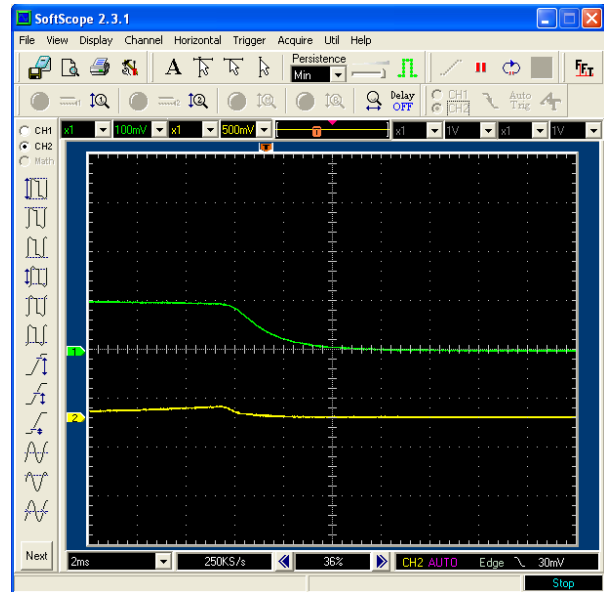 SoftScope 2.3.1
File View Display Channel Horizontal Trigger Acquire Util Help
A Persistence Min FFT
Delay OFF CH1 CH2 Auto Trig
CH1 x1 100mV x1 500mV T x1 1V x1 1V
CH2
Math
T
1
2
Next 2ms 250KS/s 36% CH2 AUTO Edge 30mV
Stop